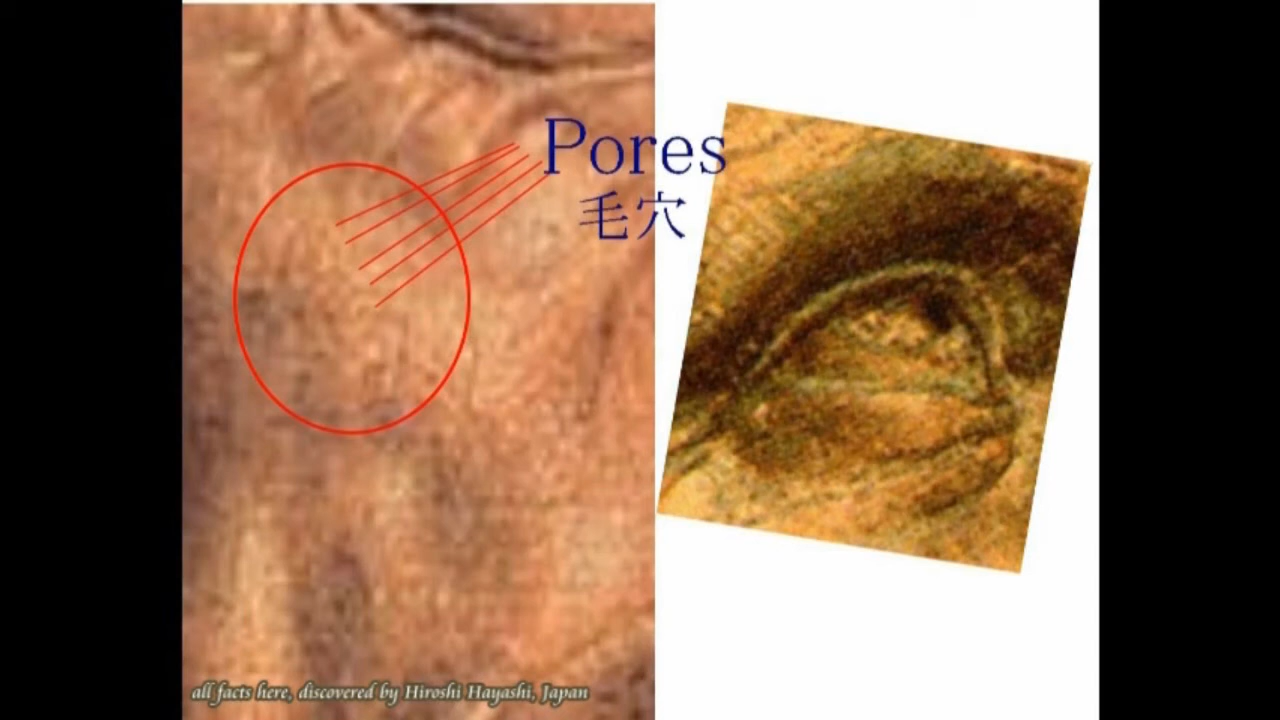 Pores
毛穴
all facts here, discovered by Hiroshi Hayashi, Japan